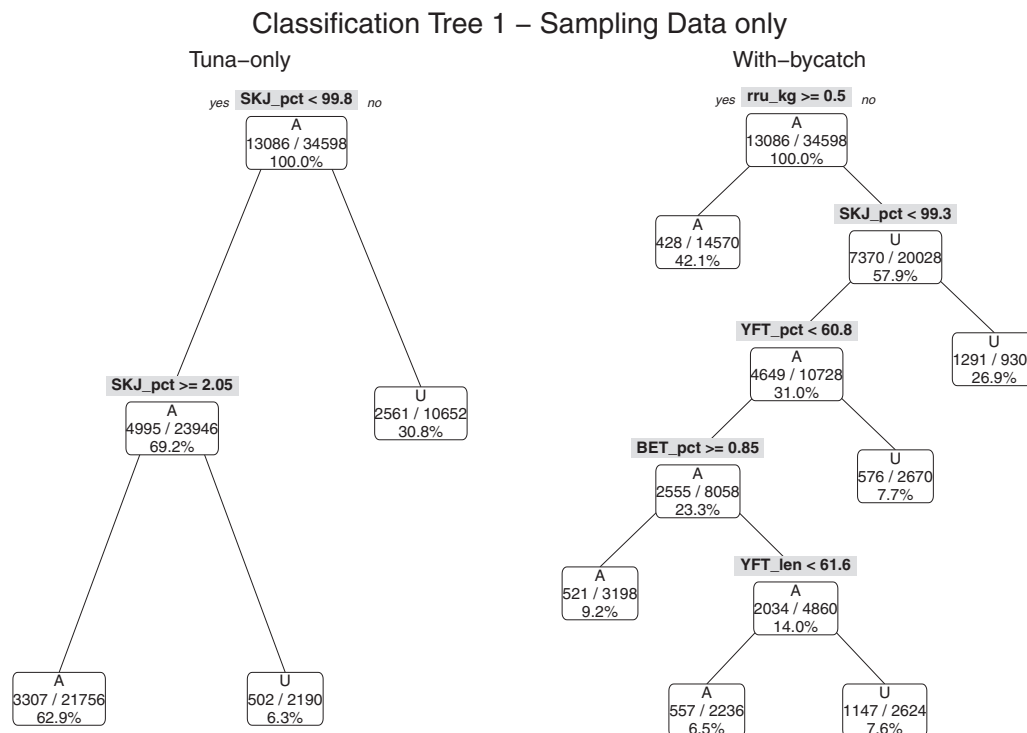 Classification Tree 1 – Sampling Data only
Tuna−only
yes SKJ_pct < 99.8 no
A
13086 / 34598
100.0%
SKJ_pct >= 2.05
A
4995 / 23946
69.2%
U
2561 / 10652
30.8%
A
3307 / 21756
62.9%
U
502 / 2190
6.3%
With−bycatch
yes rru_kg >= 0.5 no
A
13086 / 34598
100.0%
A
428 / 14570
42.1%
SKJ_pct < 99.3
U
7370 / 20028
57.9%
YFT_pct < 60.8
A
4649 / 10728
31.0%
U
1291 / 930
26.9%
BET_pct >= 0.85
A
2555 / 8058
23.3%
U
576 / 2670
7.7%
A
521 / 3198
9.2%
YFT_len < 61.6
A
2034 / 4860
14.0%
A
557 / 2236
6.5%
U
1147 / 2624
7.6%